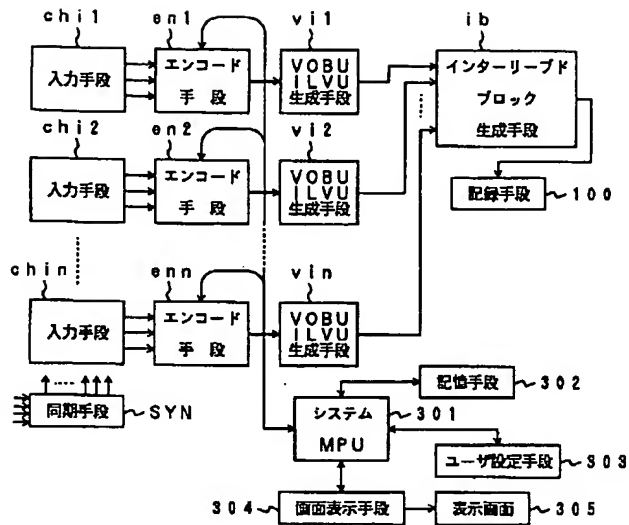 chi1
en1
vi1
ib
入力手段
エンコード
手段
VOBU
ILVU
生成手段
インターリーブド
ブロック
生成手段
chi2
en2
vi2
入力手段
エンコード
手段
VOBU
ILVU
生成手段
記録手段
100
chin
enn
vin
入力手段
エンコード
手段
VOBU
ILVU
生成手段
同期手段
SYN
システム
MPU
301
記憶手段
302
ユーザ設定手段
303
304
画面表示手段
表示画面
305